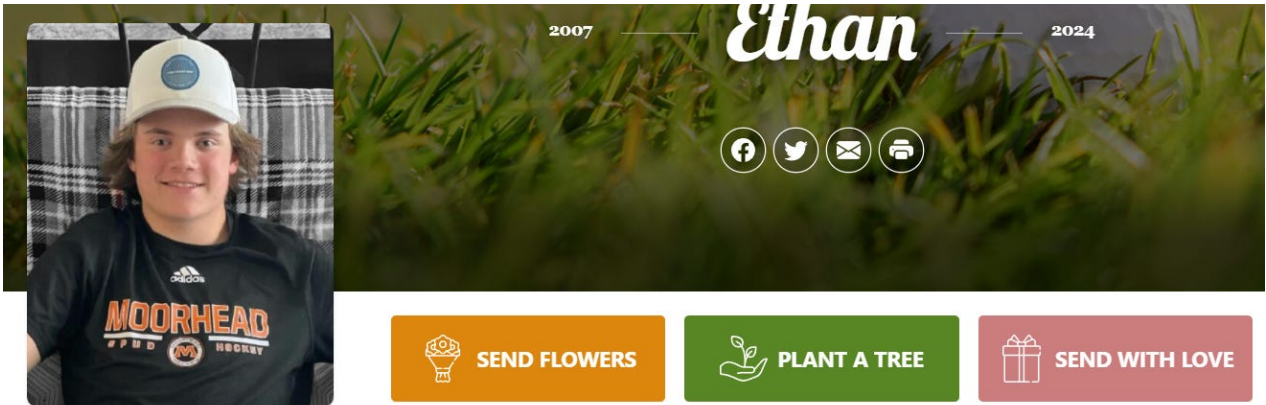 2007
Ethan
2024
adidas
MOORHEAD
SPUD M HOCKEY
SEND FLOWERS
PLANT A TREE
SEND WITH LOVE